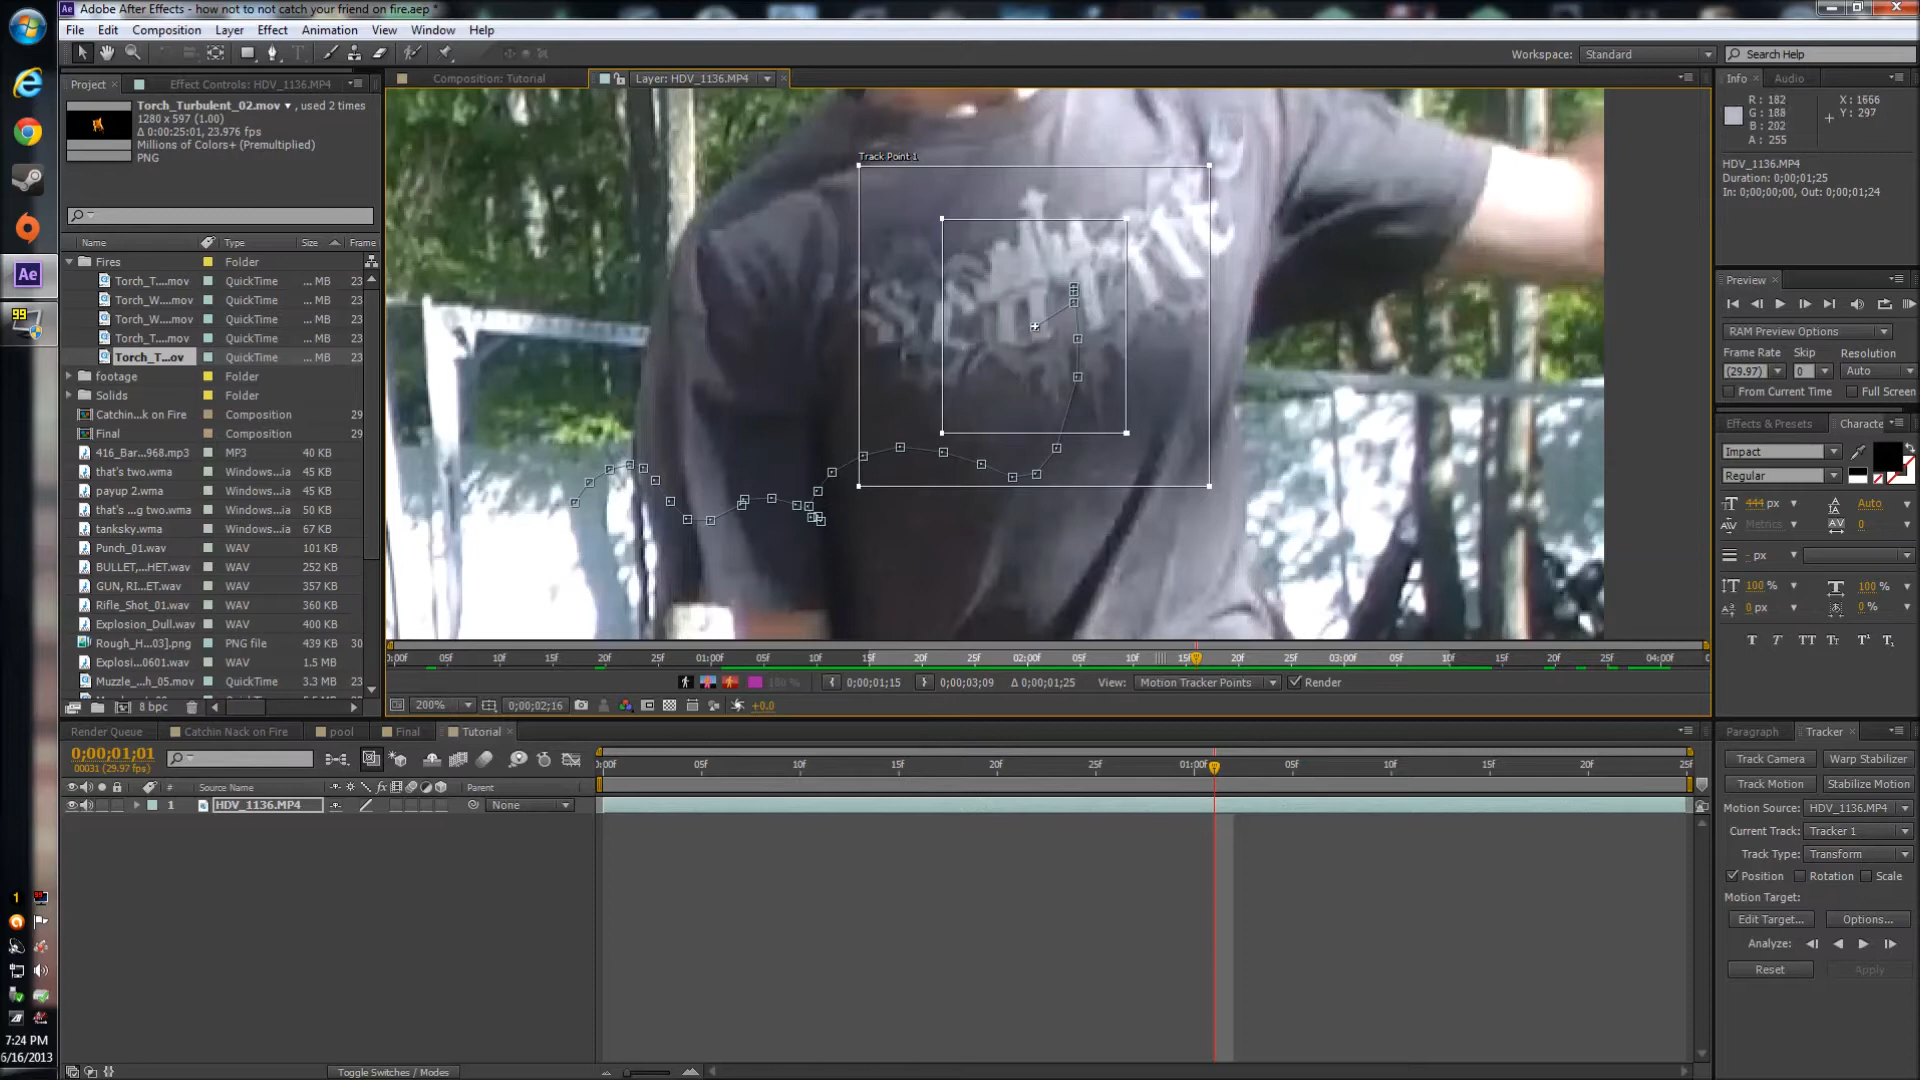 Adobe After Effects - how not to not catch your friend on fire.aep *
File Edit Composition Layer Effect Animation View Window Help
Workspace: Standard Search Help
Project Effect Controls: HDV_1136.MP4
Torch_Turbulent_02.mov ▾ , used 2 times
1280 x 597 (1.00)
Δ 0:00:25:01, 23.976 fps
Millions of Colors+ (Premultiplied)
PNG
Name Type Size Frame
Fires Folder
Torch_T....mov QuickTime ... MB 23
Torch_W....mov QuickTime ... MB 23
Torch_W....mov QuickTime ... MB 23
Torch_T....mov QuickTime ... MB 23
Torch_T...ov QuickTime ... MB 23
footage Folder
Solids Folder
Catchin...k on Fire Composition 29
Final Composition 29
416_Bar...968.mp3 MP3 40 KB
that's two.wma Windows...ia 45 KB
payup 2.wma Windows...ia 45 KB
that's ...g two.wma Windows...ia 50 KB
tanksky.wma Windows...ia 67 KB
Punch_01.wav WAV 101 KB
BULLET,...HET.wav WAV 252 KB
GUN, RI...ET.wav WAV 357 KB
Rifle_Shot_01.wav WAV 360 KB
Explosion_Dull.wav WAV 400 KB
Rough_H...03].png PNG file 439 KB 30
Explosi...0601.wav WAV 1.5 MB
Muzzle_...h_05.mov QuickTime 3.3 MB 23
8 bpc
Composition: Tutorial Layer: HDV_1136.MP4
Track Point 1
0:00f 05f 10f 15f 20f 25f 01:00f 05f 10f 15f 20f 25f 02:00f 05f 10f 15f 20f 25f 03:00f 05f 10f 15f 20f 25f 04:00f
100 % 0;00;01;15 0;00;03;09 Δ 0;00;01;25 View: Motion Tracker Points Render
200% 0;00;02;16 +0.0
Info Audio
R : 182 X : 1666
G : 188 Y : 297
B : 202
A : 255
HDV_1136.MP4
Duration: 0;00;01;25
In: 0;00;00;00, Out: 0;00;01;24
Preview
RAM Preview Options
Frame Rate Skip Resolution
(29.97) 0 Auto
From Current Time Full Screen
Effects & Presets Characte
Impact
Regular
444 px Auto
Metrics 0
- px
100 % 100 %
0 px 0 %
T T TT Tt T¹ T₁
Render Queue Catchin Nack on Fire pool Final Tutorial
0;00;01;01
00031 (29.97 fps)
# Source Name Parent
1 HDV_1136.MP4 None
0:00f 05f 10f 15f 20f 25f 01:00f 05f 10f 15f 20f 25f
Toggle Switches / Modes
Paragraph Tracker
Track Camera Warp Stabilizer
Track Motion Stabilize Motion
Motion Source: HDV_1136.MP4
Current Track: Tracker 1
Track Type: Transform
Position Rotation Scale
Motion Target:
Edit Target... Options...
Analyze:
Reset Apply
Ae
99
1
7:24 PM
6/16/2013